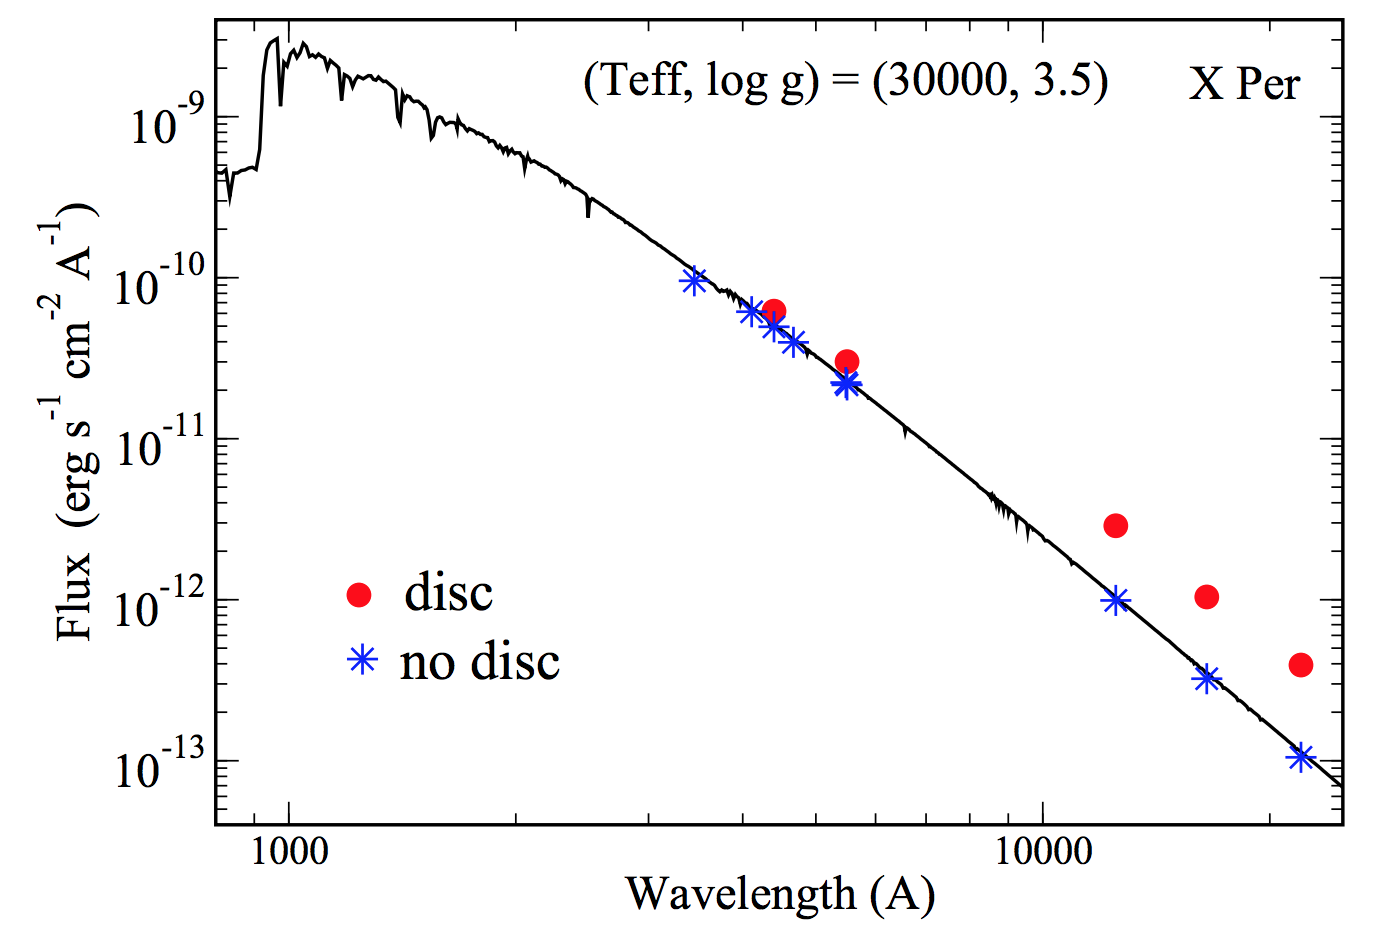 (Teff, log g) = (30000, 3.5) X Per
10⁻⁹
10⁻¹⁰
10⁻¹¹
10⁻¹²
10⁻¹³
Flux (erg s⁻¹ cm⁻² A⁻¹)
disc
no disc
1000 10000
Wavelength (A)